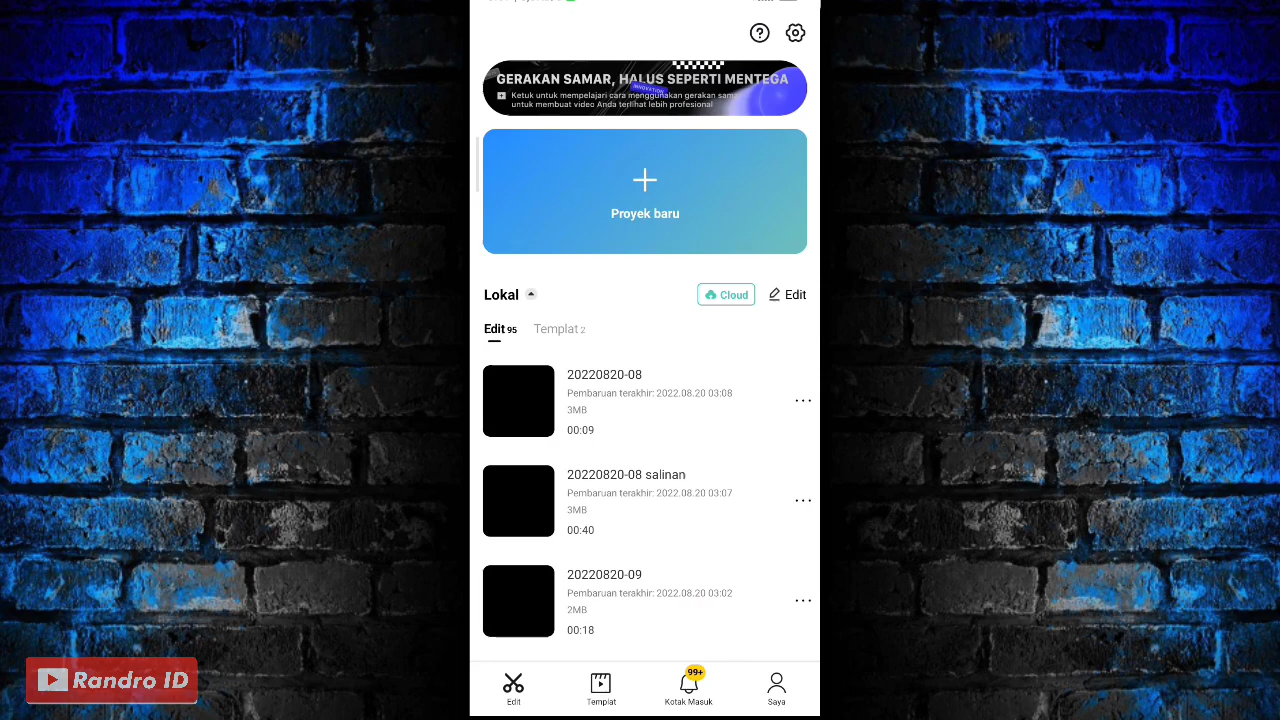 GERAKAN SAMAR, HALUS SEPERTI MENTEGA
Ketuk untuk mempelajari cara menggunakan gerakan
untuk membuat video Anda terlihat lebih profesional
Proyek baru
Lokal
Cloud
Edit
Edit 95
Templat 2
20220820-08
Pembaruan terakhir: 2022.08.20 03:08
3MB
00:09
20220820-08 salinan
Pembaruan terakhir: 2022.08.20 03:07
3MB
00:40
20220820-09
Pembaruan terakhir: 2022.08.20 03:02
2MB
00:18
99+
Edit
Templat
Kotak Masuk
Saya
Randro ID